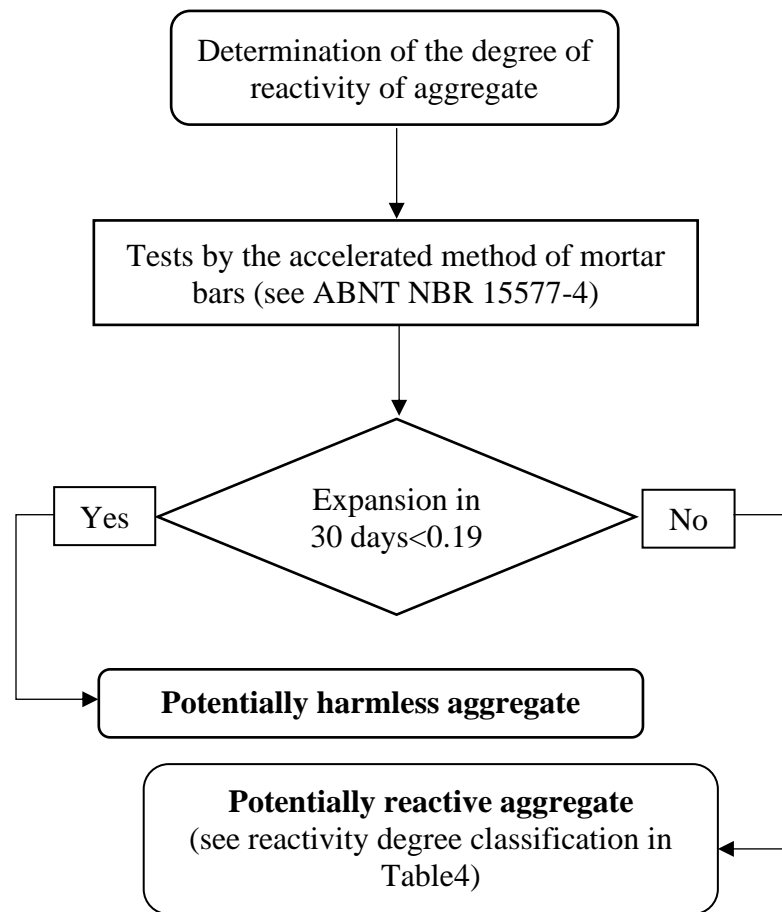 Determination of the degree of
reactivity of aggregate
Tests by the accelerated method of mortar
bars (see ABNT NBR 15577-4)
Expansion in
30 days<0.19
Yes
No
Potentially harmless aggregate
Potentially reactive aggregate
(see reactivity degree classification in
Table4)